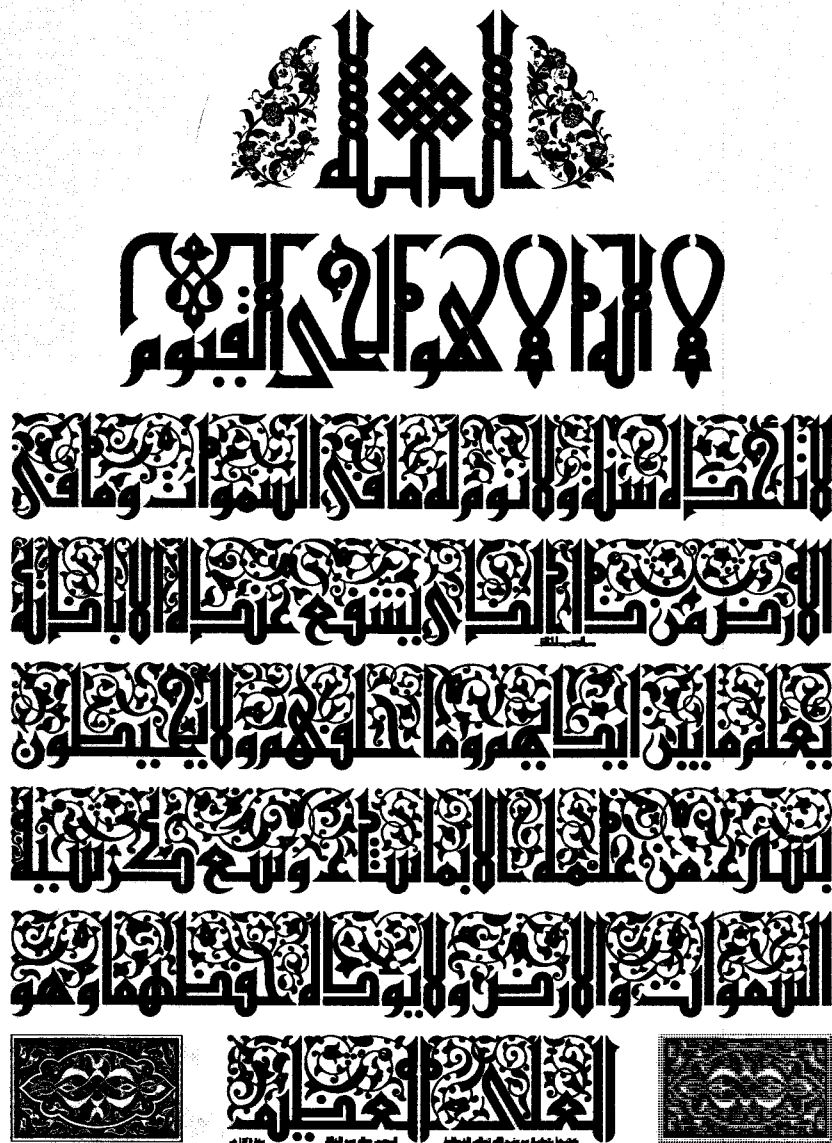 الله
لا اله الا هو الحي القيوم
لا تاخذه سنة ولا نوم له ما في السموات وما في
الارض من ذا الذي يشفع عنده الا باذنه
يعلم ما بين ايديهم وما خلفهم ولا يحيطون
بشيء من علمه الا بما شاء وسع كرسيه
السموات والارض ولا يوده حفظهما وهو
العلي العظيم